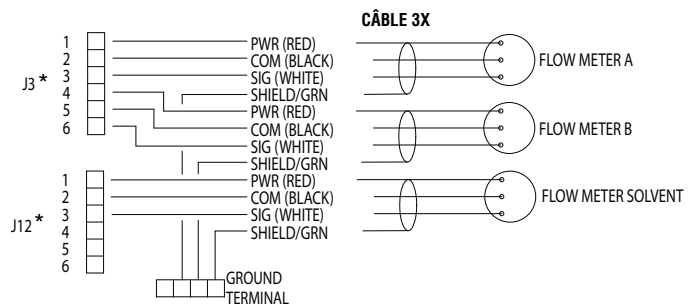 CÂBLE 3X
J3 *
1
2
3
4
5
6
PWR (RED)
COM (BLACK)
SIG (WHITE)
SHIELD/GRN
PWR (RED)
COM (BLACK)
SIG (WHITE)
SHIELD/GRN
FLOW METER A
FLOW METER B
J12 *
1
2
3
4
5
6
PWR (RED)
COM (BLACK)
SIG (WHITE)
SHIELD/GRN
FLOW METER SOLVENT
GROUND
TERMINAL